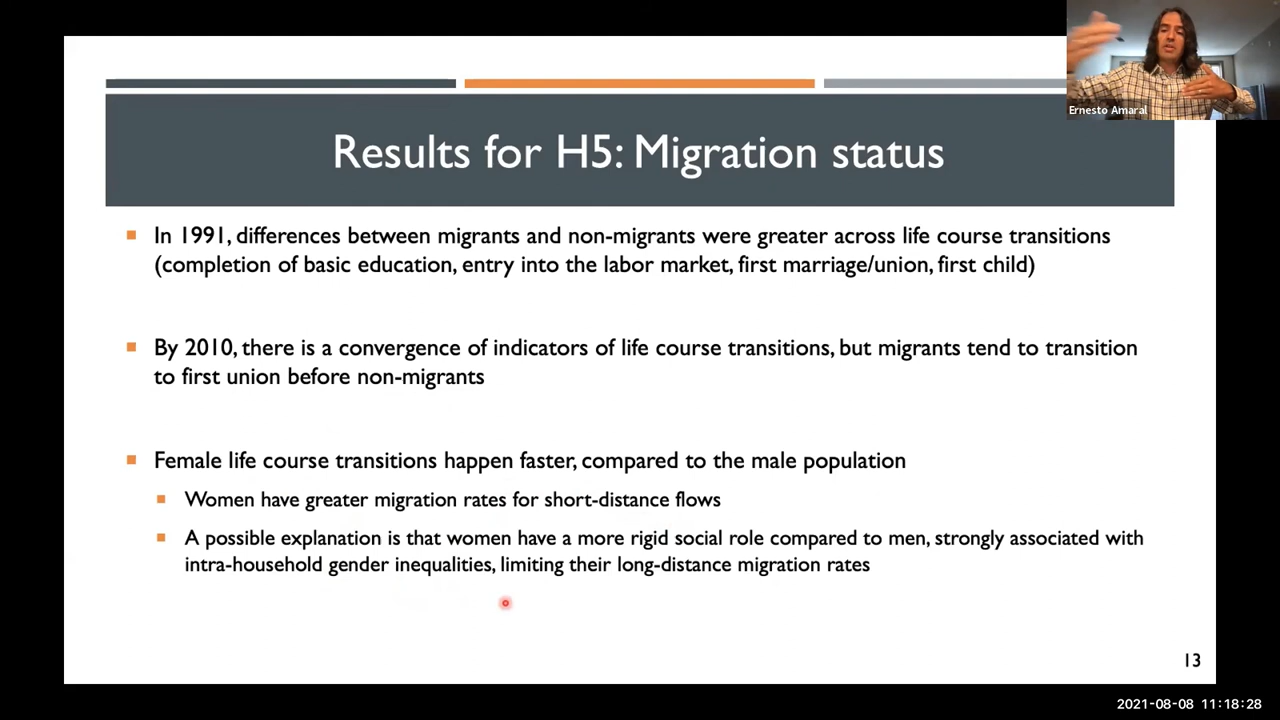 Ernesto Amaral
Results for H5: Migration status
In 1991, differences between migrants and non-migrants were greater across life course transitions
(completion of basic education, entry into the labor market, first marriage/union, first child)
By 2010, there is a convergence of indicators of life course transitions, but migrants tend to transition
to first union before non-migrants
Female life course transitions happen faster, compared to the male population
Women have greater migration rates for short-distance flows
A possible explanation is that women have a more rigid social role compared to men, strongly associated with
intra-household gender inequalities, limiting their long-distance migration rates
13
2021-08-08 11:18:28